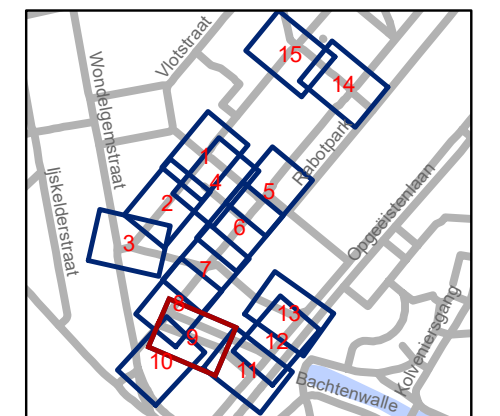 15
Vlotstraat
14
Wondelgemstraat
Rabotpark
1
4
5
2
Ijskelderstraat
Opgeëistenlaan
6
3
7
8
13
9
12
10
11
Kolveniersgang
Bachtenwalle